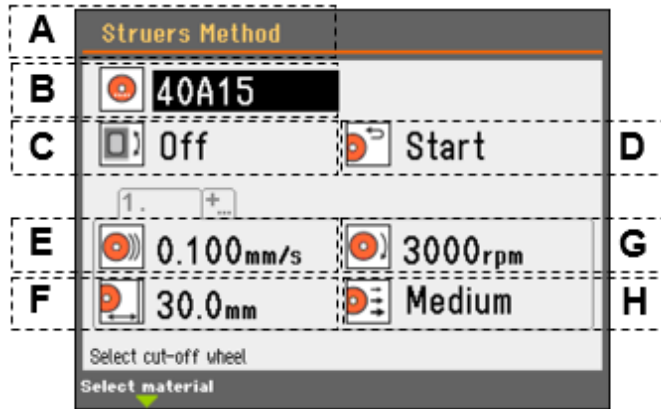 A Struers Method
B 40A15
C Off Start D
1. +...
E 0.100mm/s 3000rpm G
F 30.0mm Medium H
Select cut-off wheel
Select material